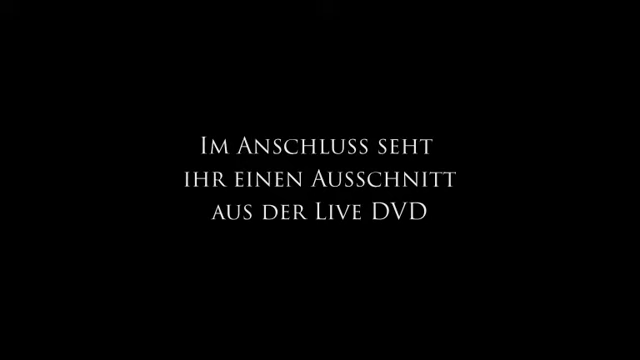 Im Anschluss seht
ihr einen Ausschnitt
aus der Live DVD